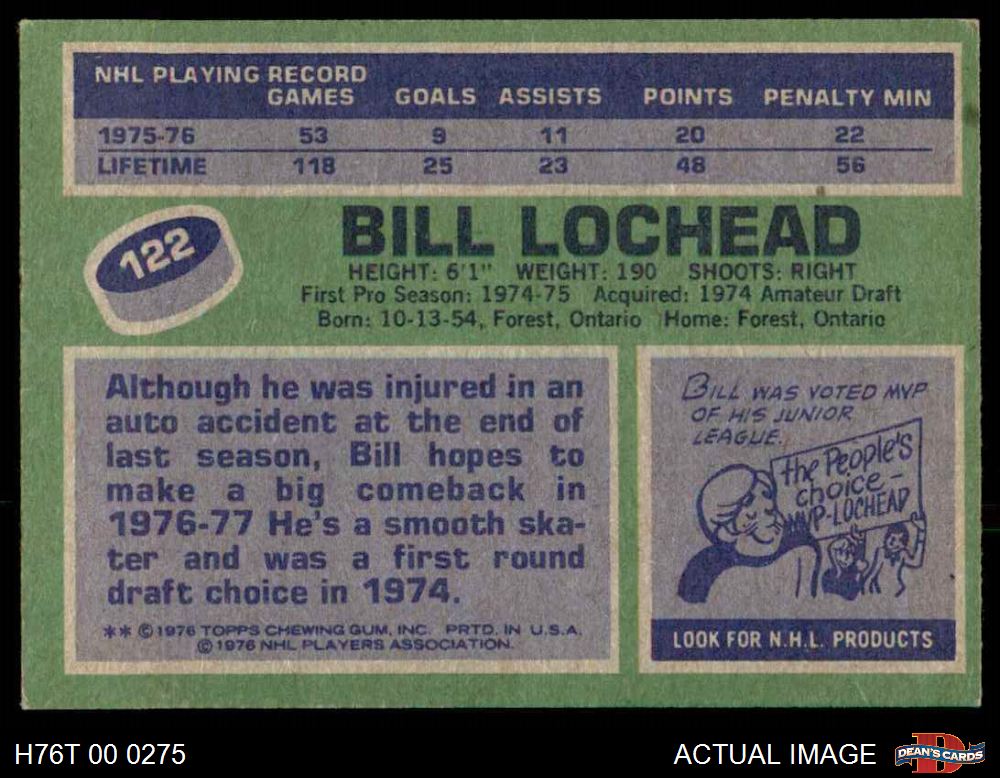 NHL PLAYING RECORD
GAMES GOALS ASSISTS POINTS PENALTY MIN
1975-76 53 9 11 20 22
LIFETIME 118 25 23 48 56
122
BILL LOCHEAD
HEIGHT: 6'1" WEIGHT: 190 SHOOTS: RIGHT
First Pro Season: 1974-75 Acquired: 1974 Amateur Draft
Born: 10-13-54, Forest, Ontario Home: Forest, Ontario
Although he was injured in an
auto accident at the end of
last season, Bill hopes to
make a big comeback in
1976-77 He's a smooth ska-
ter and was a first round
draft choice in 1974.
** © 1976 TOPPS CHEWING GUM, INC. PRTD. IN U.S.A.
© 1976 NHL PLAYERS ASSOCIATION.
BILL WAS VOTED MVP
OF HIS JUNIOR
LEAGUE.
the People's
choice -
MVP-LOCHEAD
LOOK FOR N.H.L. PRODUCTS
H76T 00 0275
ACTUAL IMAGE
DEAN'S CARDS